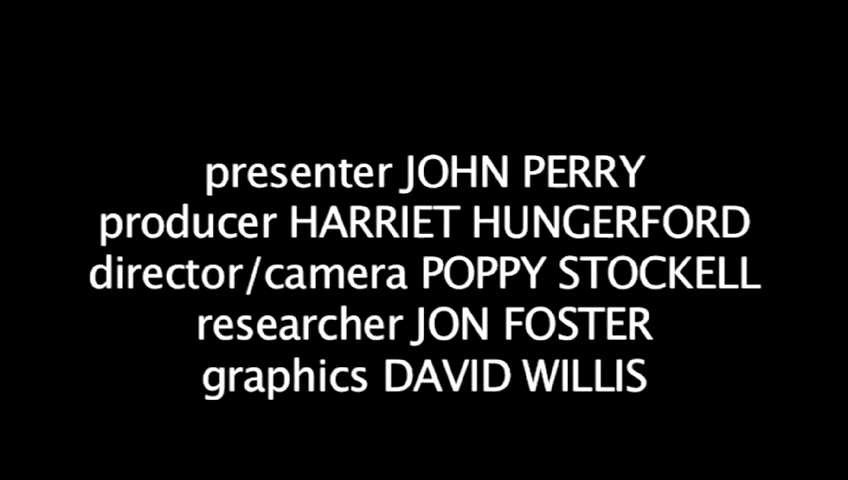 presenter JOHN PERRY
producer HARRIET HUNGERFORD
director/camera POPPY STOCKELL
researcher JON FOSTER
graphics DAVID WILLIS